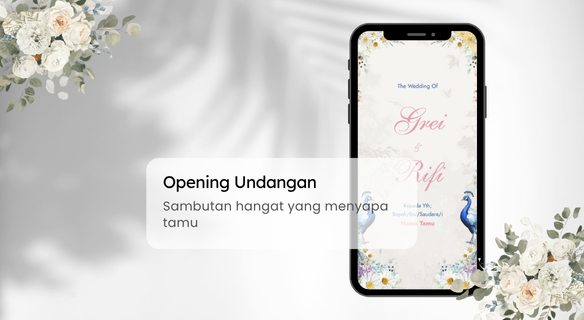 The Wedding Of
Grei
&
Rifi
Opening Undangan
Sambutan hangat yang menyapa
tamu
Kepada Yth;
Bapak/Ibu/Saudara/i
Nama Tamu